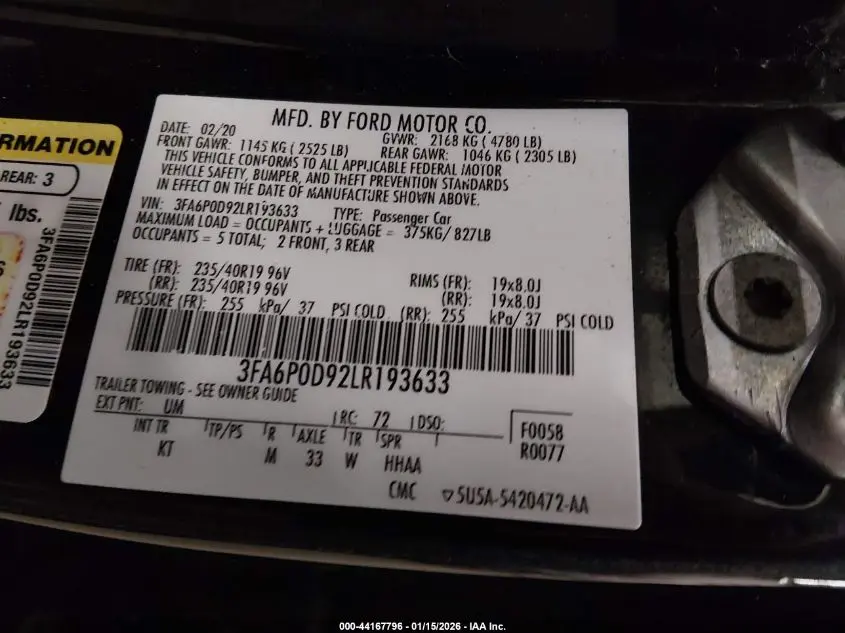 RMATION
REAR: 3
lbs.
3FA6P0D92LR193633
MFD. BY FORD MOTOR CO.
DATE: 02/20 GVWR: 2168 KG ( 4780 LB)
FRONT GAWR: 1145 KG ( 2525 LB) REAR GAWR: 1046 KG ( 2305 LB)
THIS VEHICLE CONFORMS TO ALL APPLICABLE FEDERAL MOTOR
VEHICLE SAFETY, BUMPER, AND THEFT PREVENTION STANDARDS
IN EFFECT ON THE DATE OF MANUFACTURE SHOWN ABOVE.
VIN: 3FA6P0D92LR193633 TYPE: Passenger Car
MAXIMUM LOAD = OCCUPANTS + LUGGAGE = 375KG/ 827LB
OCCUPANTS = 5 TOTAL; 2 FRONT, 3 REAR
TIRE (FR): 235/40R19 96V RIMS (FR): 19x8.0J
(RR): 235/40R19 96V (RR): 19x8.0J
PRESSURE (FR): 255 kPa/ 37 PSI COLD (RR): 255 kPa/ 37 PSI COLD
3FA6P0D92LR193633
TRAILER TOWING - SEE OWNER GUIDE
EXT PNT: UM RC: 72 DSO: F0058
INT TR TP/PS R AXLE TR SPR R0077
KT M 33 W HHAA
CMC 5U5A-5420472-AA
000-44167796 - 01/15/2026 - IAA Inc.